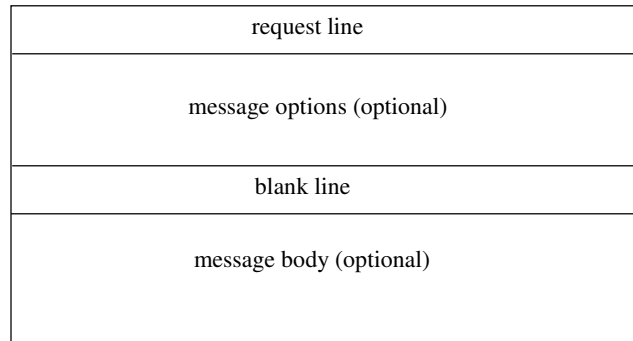 request line
message options (optional)
blank line
message body (optional)